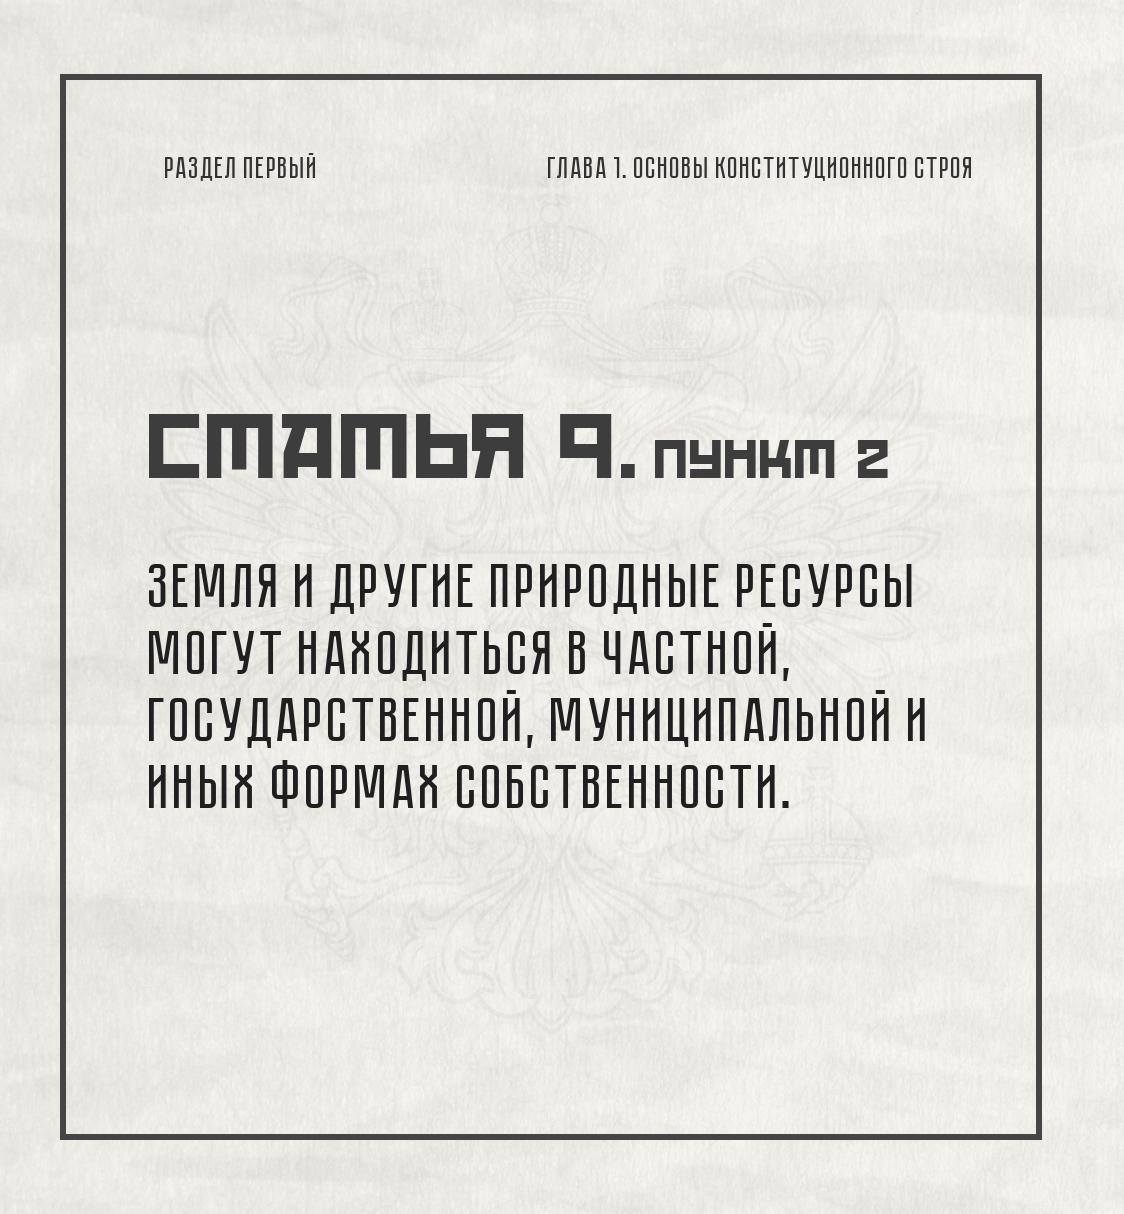 РАЗДЕЛ ПЕРВЫЙ
ГЛАВА 1. ОСНОВЫ КОНСТИТУЦИОННОГО СТРОЯ
СТАТЬЯ 9. ПУНКТ 2
ЗЕМЛЯ И ДРУГИЕ ПРИРОДНЫЕ РЕСУРСЫ
МОГУТ НАХОДИТЬСЯ В ЧАСТНОЙ,
ГОСУДАРСТВЕННОЙ, МУНИЦИПАЛЬНОЙ И
ИНЫХ ФОРМАХ СОБСТВЕННОСТИ.